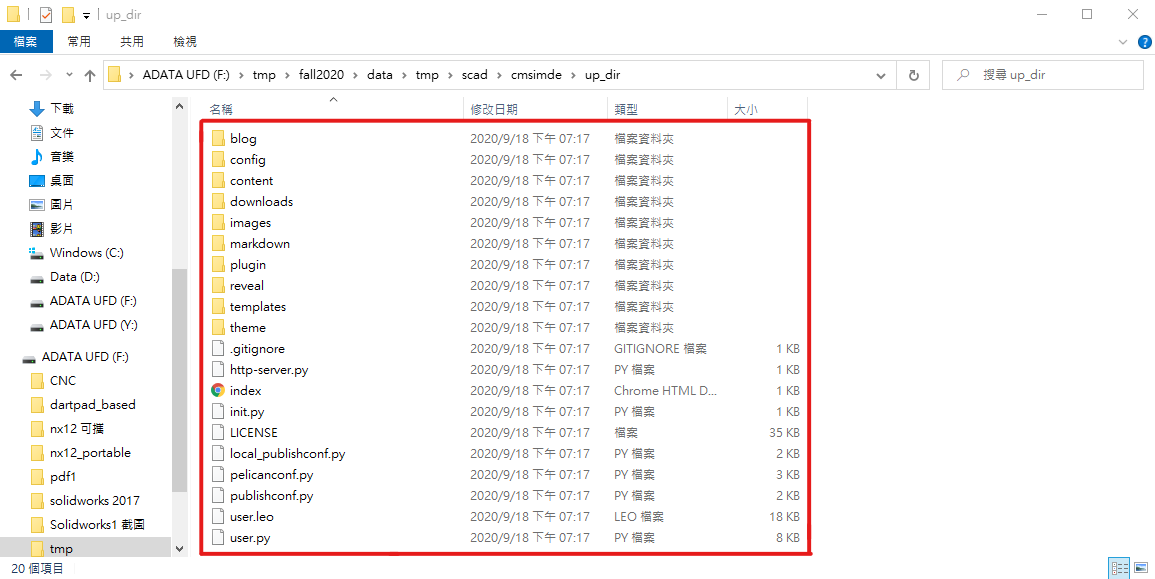 up_dir
檔案 常用 共用 檢視
ADATA UFD (F:) › tmp › fall2020 › data › tmp › scad › cmsimde › up_dir
搜尋 up_dir
下載
文件
音樂
桌面
圖片
影片
Windows (C:)
Data (D:)
ADATA UFD (F:)
ADATA UFD (Y:)
ADATA UFD (F:)
CNC
dartpad_based
nx12 可攜
nx12_portable
pdf1
solidworks 2017
Solidworks1 截圖
tmp
名稱 修改日期 類型 大小
blog 2020/9/18 下午 07:17 檔案資料夾
config 2020/9/18 下午 07:17 檔案資料夾
content 2020/9/18 下午 07:17 檔案資料夾
downloads 2020/9/18 下午 07:17 檔案資料夾
images 2020/9/18 下午 07:17 檔案資料夾
markdown 2020/9/18 下午 07:17 檔案資料夾
plugin 2020/9/18 下午 07:17 檔案資料夾
reveal 2020/9/18 下午 07:17 檔案資料夾
templates 2020/9/18 下午 07:17 檔案資料夾
theme 2020/9/18 下午 07:17 檔案資料夾
.gitignore 2020/9/18 下午 07:17 GITIGNORE 檔案 1 KB
http-server.py 2020/9/18 下午 07:17 PY 檔案 1 KB
index 2020/9/18 下午 07:17 Chrome HTML D... 1 KB
init.py 2020/9/18 下午 07:17 PY 檔案 1 KB
LICENSE 2020/9/18 下午 07:17 檔案 35 KB
local_publishconf.py 2020/9/18 下午 07:17 PY 檔案 2 KB
pelicanconf.py 2020/9/18 下午 07:17 PY 檔案 3 KB
publishconf.py 2020/9/18 下午 07:17 PY 檔案 2 KB
user.leo 2020/9/18 下午 07:17 LEO 檔案 18 KB
user.py 2020/9/18 下午 07:17 PY 檔案 8 KB
20 個項目